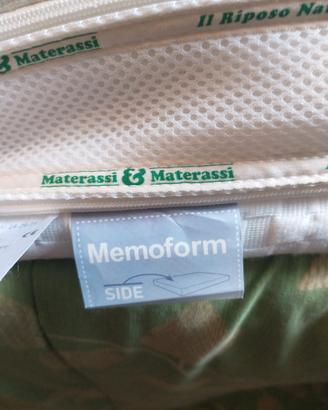 & Materassi
Il Riposo Na
Materassi & Materassi
Memoform
SIDE